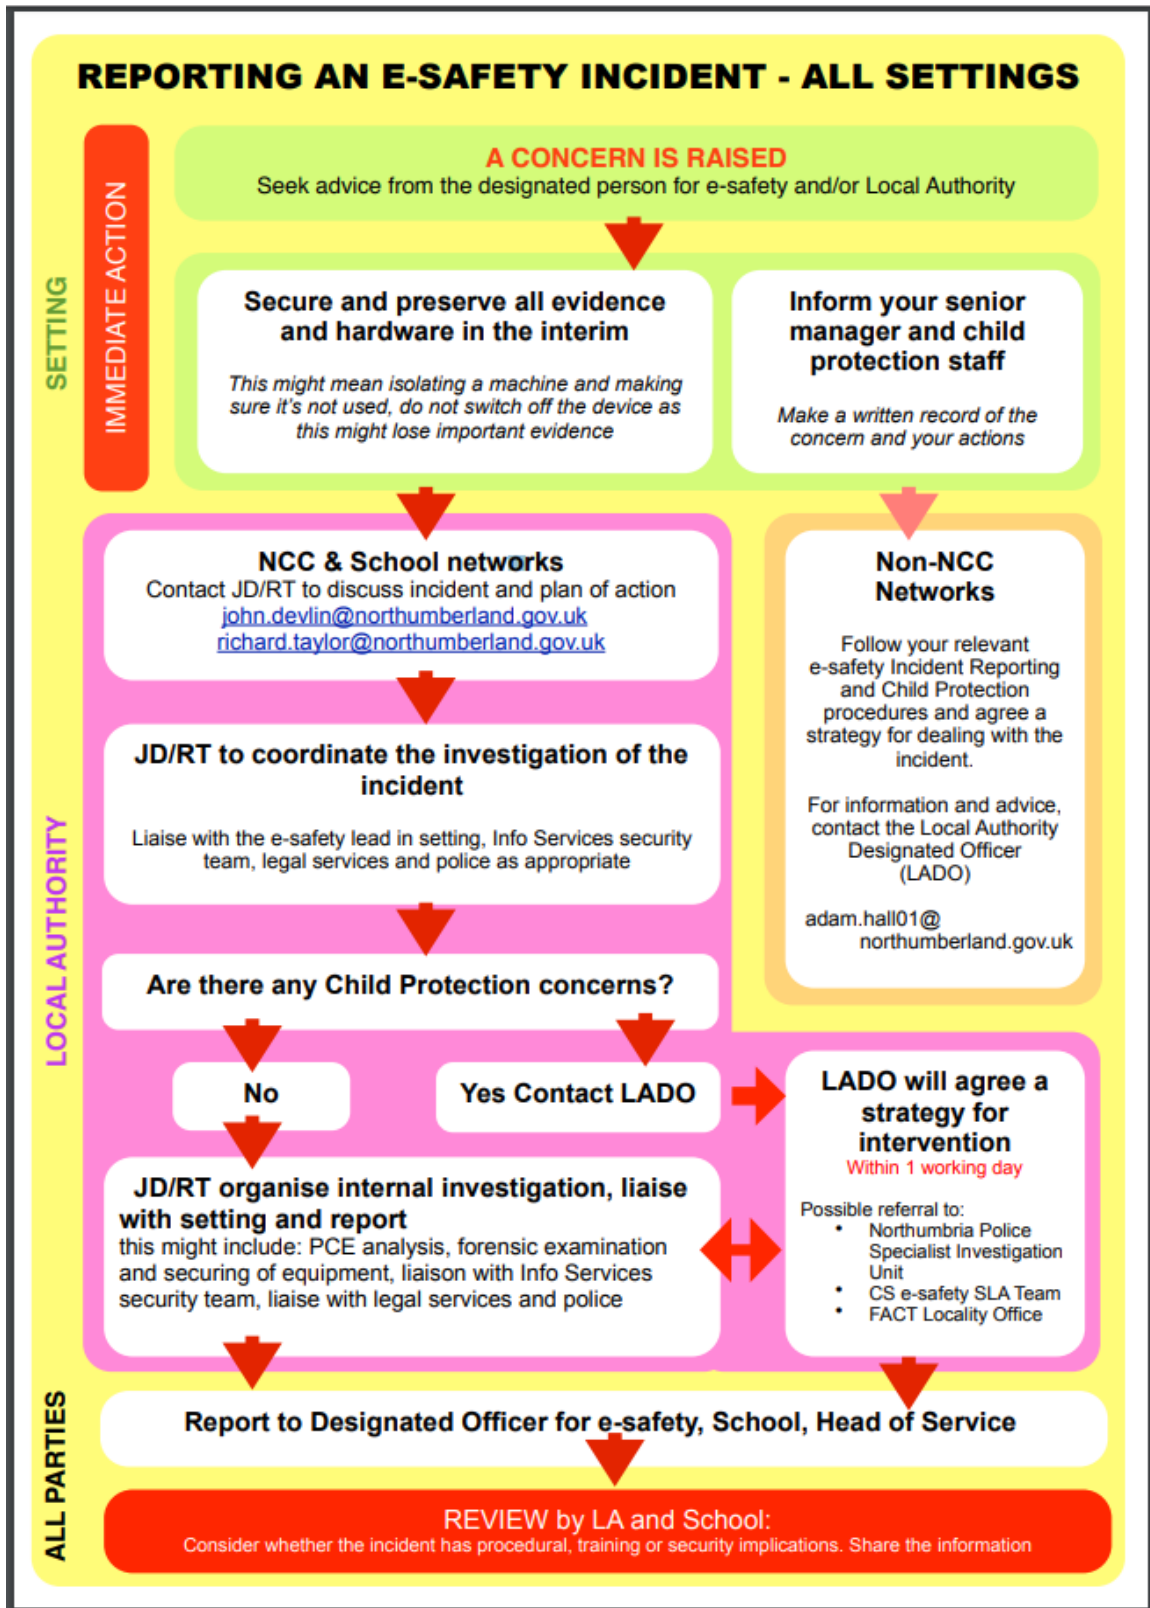 REPORTING AN E-SAFETY INCIDENT - ALL SETTINGS
SETTING
IMMEDIATE ACTION
A CONCERN IS RAISED
Seek advice from the designated person for e-safety and/or Local Authority
Secure and preserve all evidence
and hardware in the interim
This might mean isolating a machine and making
sure it's not used, do not switch off the device as
this might lose important evidence
Inform your senior
manager and child
protection staff
Make a written record of the
concern and your actions
LOCAL AUTHORITY
NCC & School networks
Contact JD/RT to discuss incident and plan of action
john.devlin@northumberland.gov.uk
richard.taylor@northumberland.gov.uk
Non-NCC
Networks
Follow your relevant
e-safety Incident Reporting
and Child Protection
procedures and agree a
strategy for dealing with the
incident.
For information and advice,
contact the Local Authority
Designated Officer
(LADO)
adam.hall01@
northumberland.gov.uk
JD/RT to coordinate the investigation of the
incident
Liaise with the e-safety lead in setting, Info Services security
team, legal services and police as appropriate
Are there any Child Protection concerns?
No
Yes Contact LADO
LADO will agree a
strategy for
intervention
Within 1 working day
Possible referral to:
• Northumbria Police
Specialist Investigation
Unit
• CS e-safety SLA Team
• FACT Locality Office
JD/RT organise internal investigation, liaise
with setting and report
this might include: PCE analysis, forensic examination
and securing of equipment, liaison with Info Services
security team, liaise with legal services and police
ALL PARTIES
Report to Designated Officer for e-safety, School, Head of Service
REVIEW by LA and School:
Consider whether the incident has procedural, training or security implications. Share the information